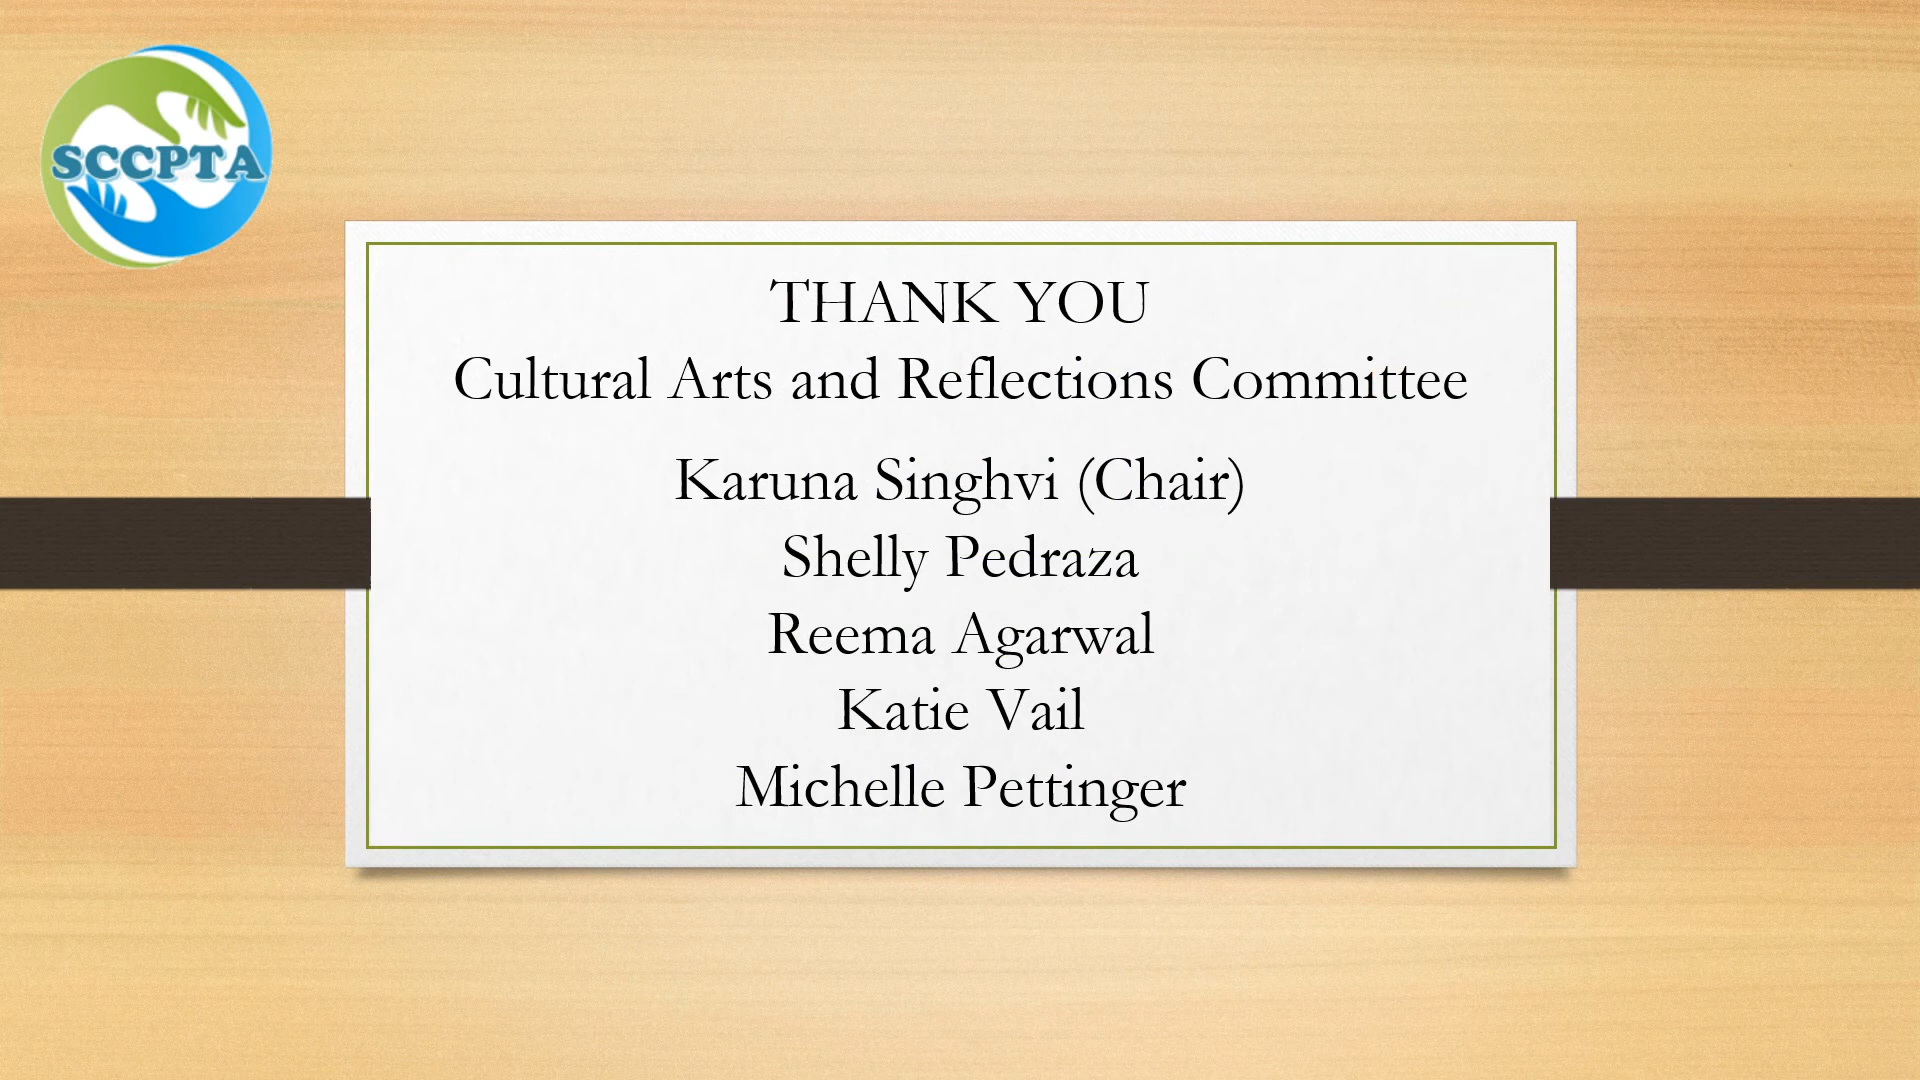 SCCPTA
THANK YOU
Cultural Arts and Reflections Committee
Karuna Singhvi (Chair)
Shelly Pedraza
Reema Agarwal
Katie Vail
Michelle Pettinger